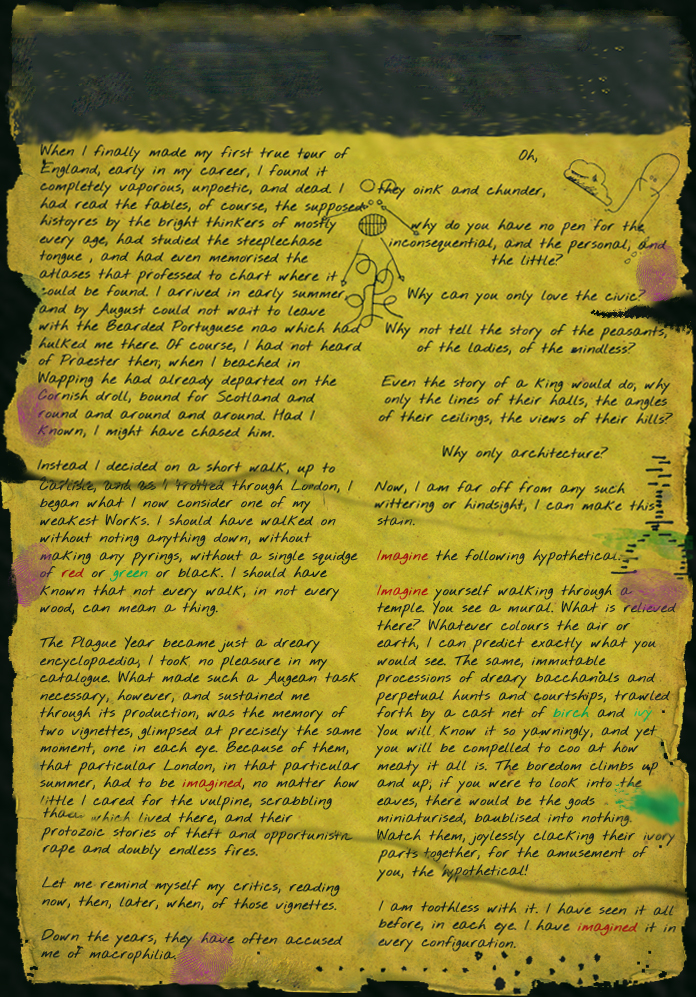 When I finally made my first true tour of
England, early in my career, I found it
completely vaporous, unpoetic, and dead. I
had read the fables, of course, the supposed
histoyres by the bright thinkers of mostly
every age, had studied the steeplechase
tongue, and had even memorised the
atlases that professed to chart where it
could be found. I arrived in early summer
and by August could not wait to leave
with the Bearded Portuguese nao which had
hulked me there. Of course, I had not heard
of Praester then; when I beached in
Wapping he had already departed on the
Cornish droll, bound for Scotland and
round and around and around. Had I
known, I might have chased him.
Instead I decided on a short walk, up to
Carlisle, and as I trotted through London, I
began what I now consider one of my
weakest Works. I should have walked on
without noting anything down, without
making any pyrings, without a single squidge
of red or green or black. I should have
known that not every walk, in not every
wood, can mean a thing.
The Plague Year became just a dreary
encyclopaedia; I took no pleasure in my
catalogue. What made such a Augean task
necessary, however, and sustained me
through its production, was the memory of
two vignettes, glimpsed at precisely the same
moment, one in each eye. Because of them,
that particular London, in that particular
summer, had to be imagined, no matter how
little I cared for the vulpine, scrabbling
which lived there, and their
protozoic stories of theft and opportunistic
rape and doubly endless fires.
Let me remind myself my critics, reading
now, then, later, when, of those vignettes.
Down the years, they have often accused
me of macrophilia.
Oh,
they oink and chunder,
why do you have no pen for the
inconsequential, and the personal, and
the little?
Why can you only love the civic?
Why not tell the story of the peasants,
of the ladies, of the mindless?
Even the story of a King would do, why
only the lines of their halls, the angles
of their ceilings, the views of their hills?
Why only architecture?
Now, I am far off from any such
wittering or hindsight, I can make this
stain.
Imagine the following hypothetical.
Imagine yourself walking through a
temple. You see a mural. What is relieved
there? Whatever colours the air or
earth, I can predict exactly what you
would see. The same, immutable
processions of dreary bacchanals and
perpetual hunts and courtships, trawled
forth by a cast net of birch and ivy.
You will know it so yawningly, and yet
you will be compelled to coo at how
meaty it all is. The boredom climbs up
and up; if you were to look into the
eaves, there would be the gods
miniaturised, baublised into nothing.
Watch them, joylessly clacking their ivory
parts together, for the amusement of
you, the hypothetical!
I am toothless with it. I have seen it all
before, in each eye. I have imagined it in
every configuration.